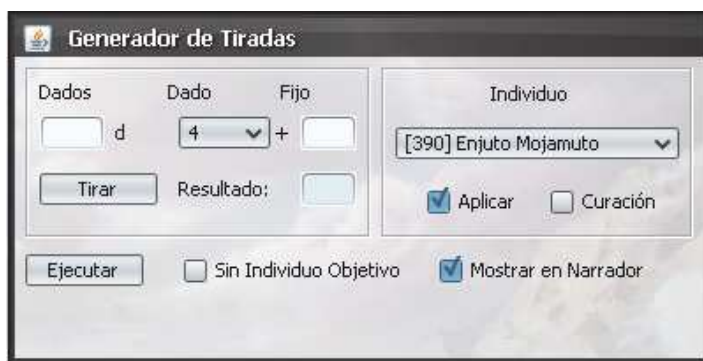 Generador de Tiradas
Dados Dado Fijo
d 4 +
Tirar Resultado:
Individuo
[390] Enjuto Mojamuto
Aplicar Curación
Ejecutar Sin Individuo Objetivo Mostrar en Narrador